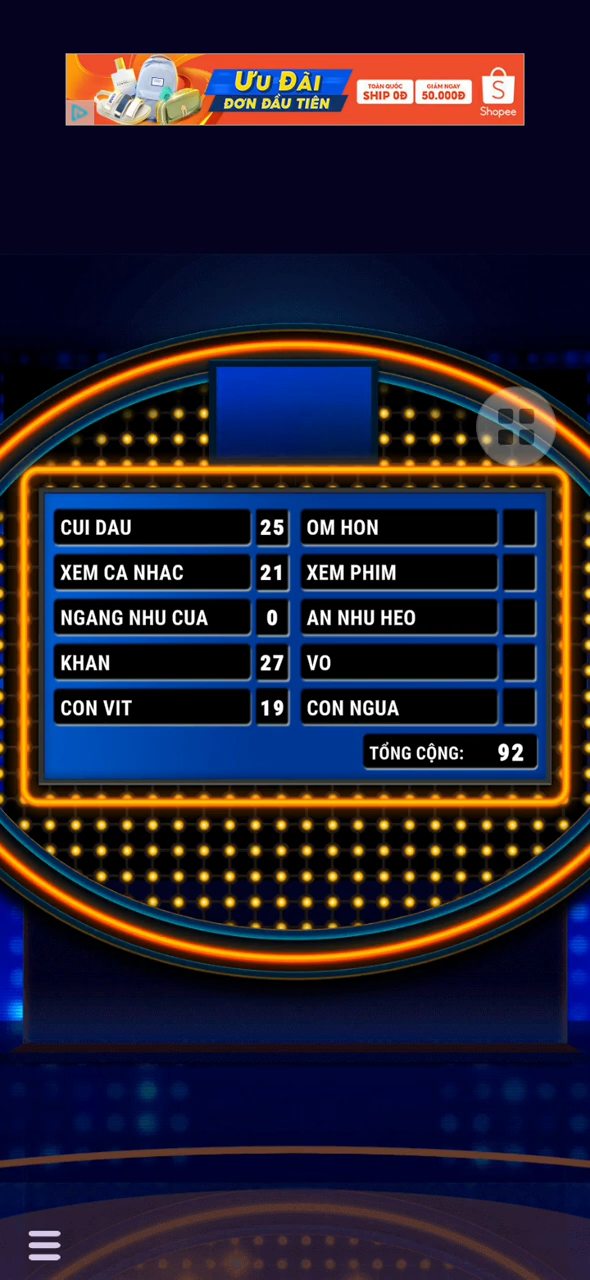 ƯU ĐÃI
ĐƠN ĐẦU TIÊN
TOÀN QUỐC
SHIP 0Đ
GIẢM NGAY
50.000Đ
Shopee
CUI DAU 25 OM HON
XEM CA NHAC 21 XEM PHIM
NGANG NHU CUA 0 AN NHU HEO
KHAN 27 VO
CON VIT 19 CON NGUA
TỔNG CỘNG: 92